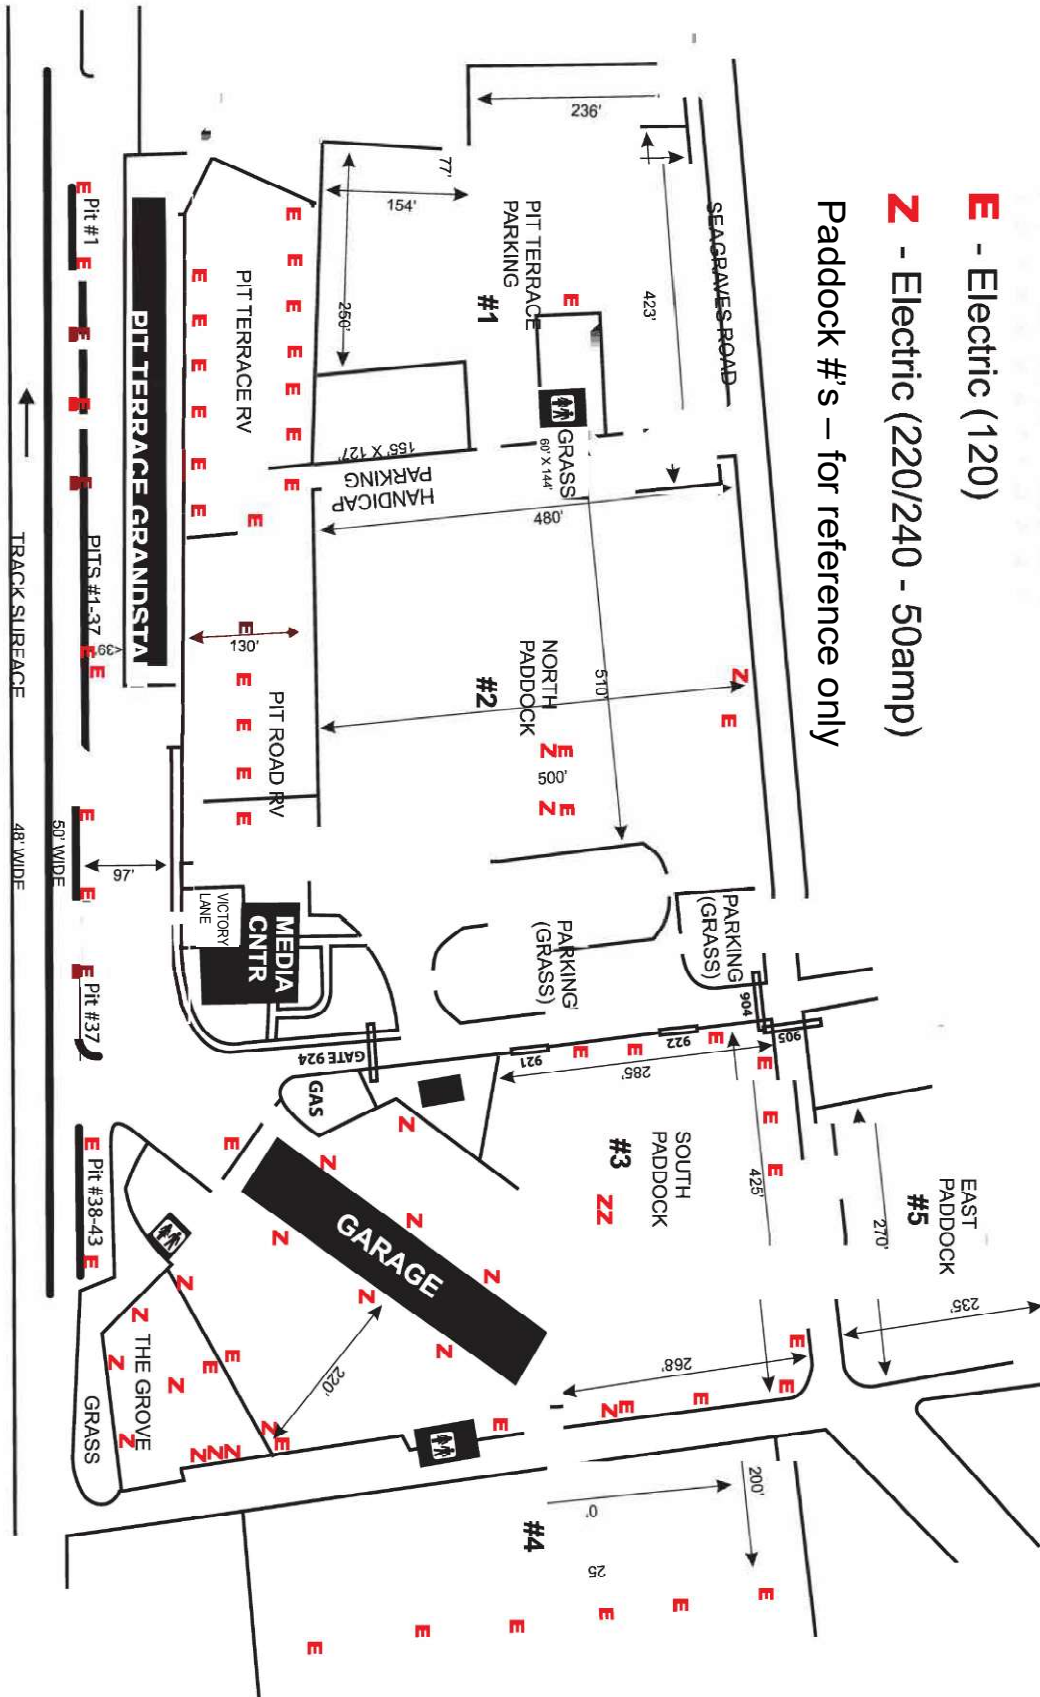 E - Electric (120)
Z - Electric (220/240 - 50amp)
Paddock #'s – for reference only
SEAGRAVES ROAD
236'
423'
77'
154'
250'
PIT TERRACE
PARKING
#1
E
GRASS
60' X 144'
155' X 127'
HANDICAP
PARKING
480'
PIT TERRACE RV
E E E E E E E
E E E E E E E
PIT TERRACE GRANDSTA
Pit #1
E E
PITS #1-37
<39'
E E
TRACK SURFACE
48' WIDE
50' WIDE
130'
E
PIT ROAD RV
E E E E
NORTH
PADDOCK
#2
510'
500'
Z E
Z E
Z
E
97'
E E
VICTORY
LANE
MEDIA
CNTR
PARKING
(GRASS)
PARKING
(GRASS)
904
905
GATE 924
921
922
E E E
285'
E
Pit #37
GAS
SOUTH
PADDOCK
#3
ZZ
425'
E E E
EAST
PADDOCK
#5
270'
235'
E
Pit #38-43
E
E
GARAGE
Z Z Z Z
Z Z Z
220'
268'
E E
Z E E
E
THE GROVE
Z Z Z Z Z
E E
Z Z Z
Z E
GRASS
200'
0'
#4
25
E E E E E E